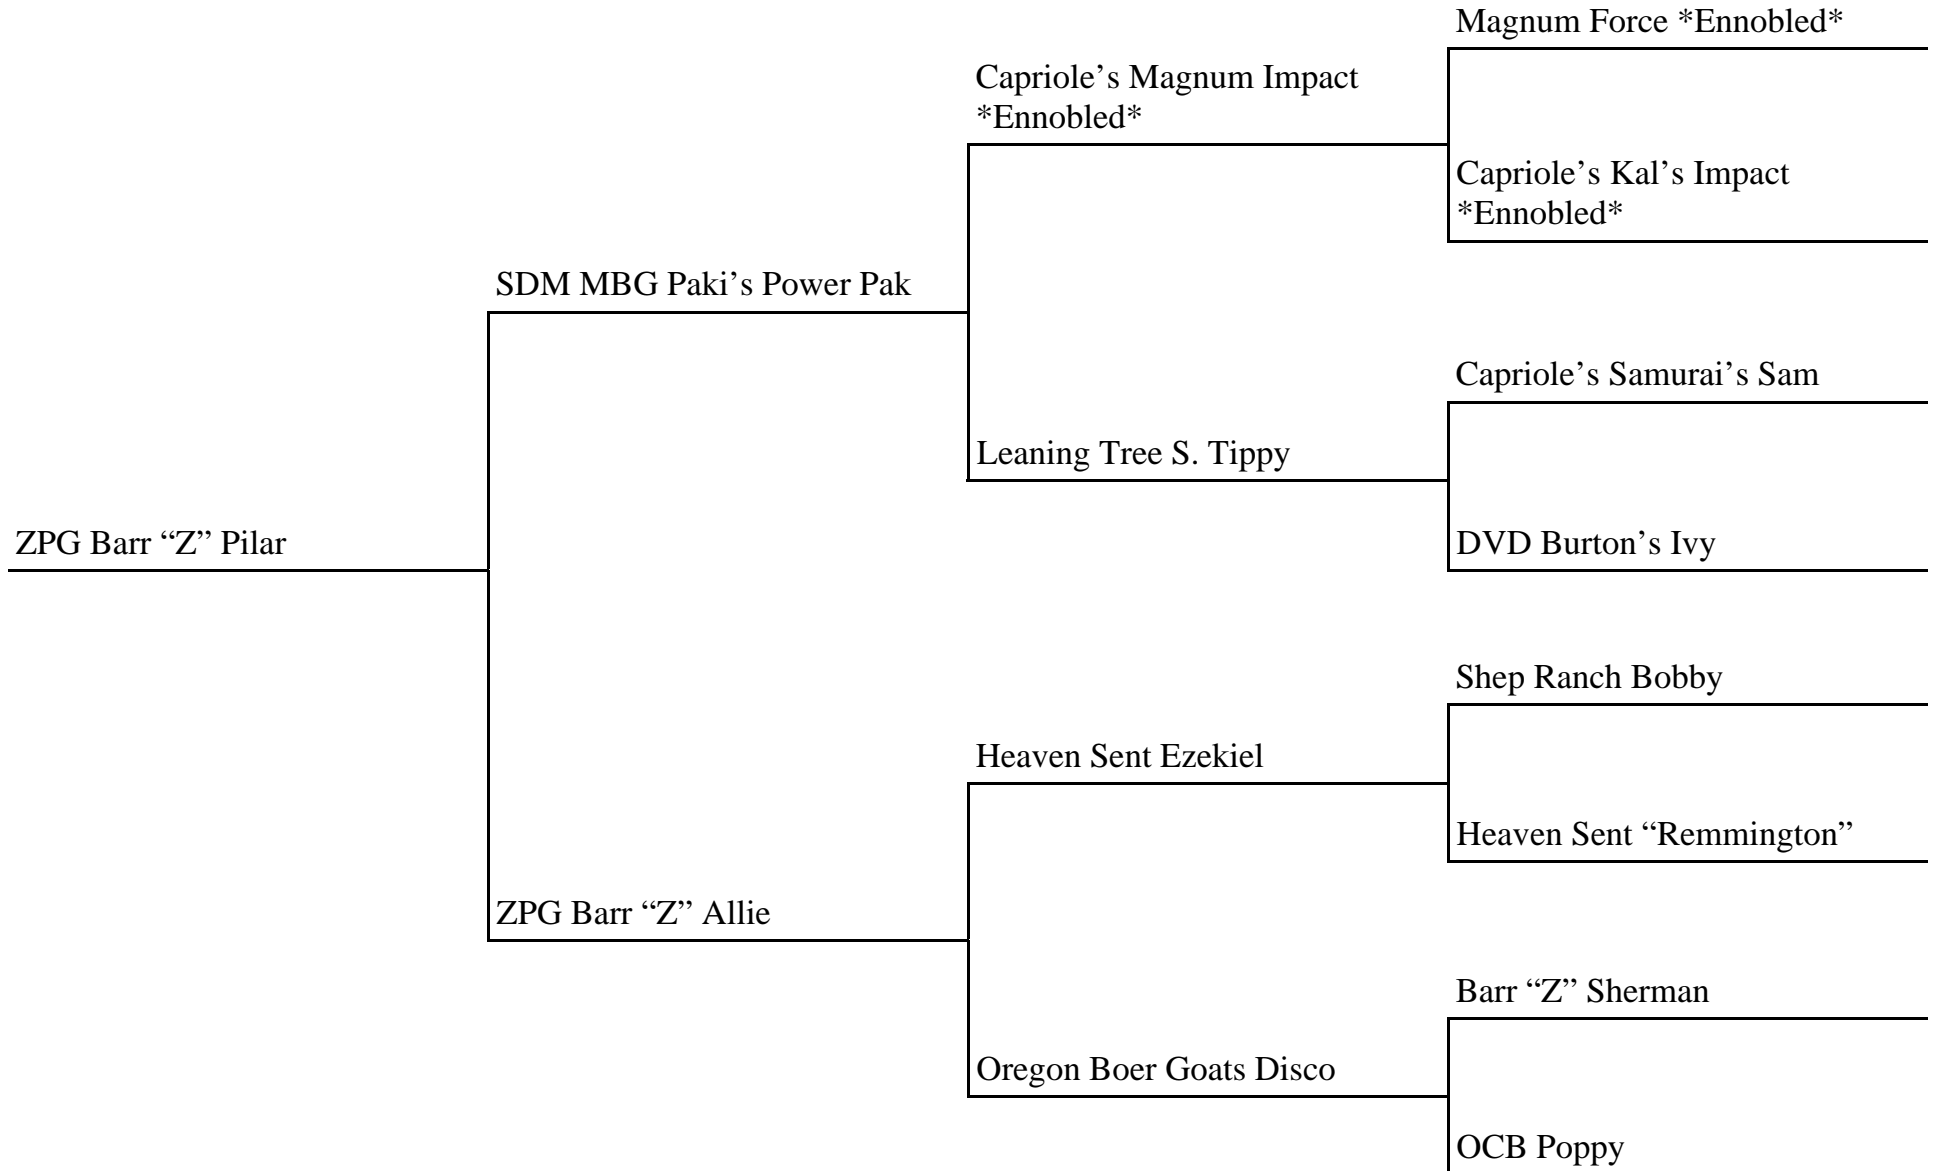 Magnum Force *Ennobled*
Capriole’s Magnum Impact
*Ennobled*
Capriole’s Kal’s Impact
*Ennobled*
SDM MBG Paki’s Power Pak
Capriole’s Samurai’s Sam
Leaning Tree S. Tippy
ZPG Barr “Z” Pilar
DVD Burton’s Ivy
Shep Ranch Bobby
Heaven Sent Ezekiel
Heaven Sent “Remmington”
ZPG Barr “Z” Allie
Barr “Z” Sherman
Oregon Boer Goats Disco
OCB Poppy